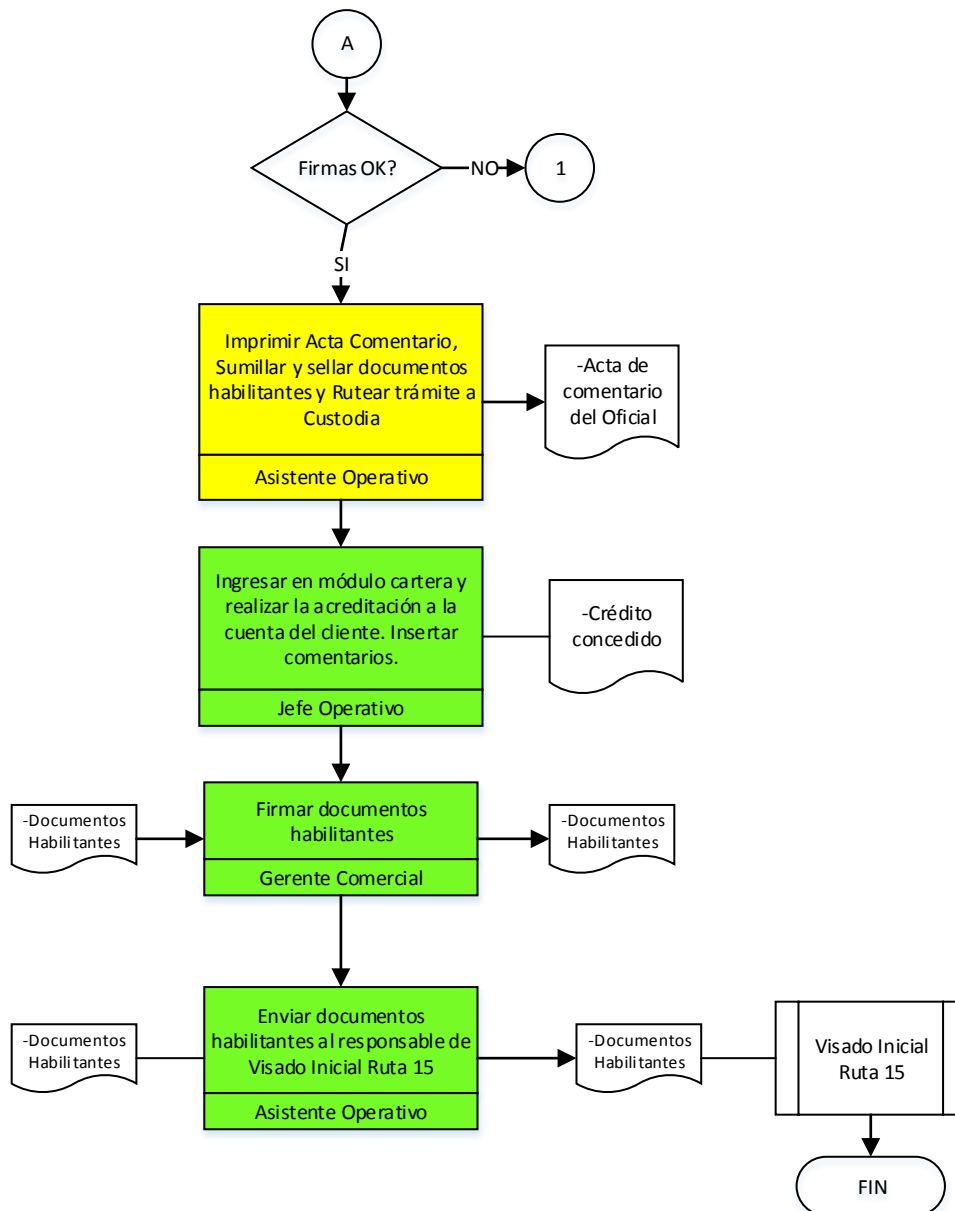 A
Firmas OK?
NO
1
SI
Imprimir Acta Comentario,
Sumillar y sellar documentos
habilitantes y Rutear trámite a
Custodia
Asistente Operativo
-Acta de
comentario
del Oficial
Ingresar en módulo cartera y
realizar la acreditación a la
cuenta del cliente. Insertar
comentarios.
Jefe Operativo
-Crédito
concedido
-Documentos
Habilitantes
Firmar documentos
habilitantes
Gerente Comercial
-Documentos
Habilitantes
-Documentos
Habilitantes
Enviar documentos
habilitantes al responsable de
Visado Inicial Ruta 15
Asistente Operativo
-Documentos
Habilitantes
Visado Inicial
Ruta 15
FIN